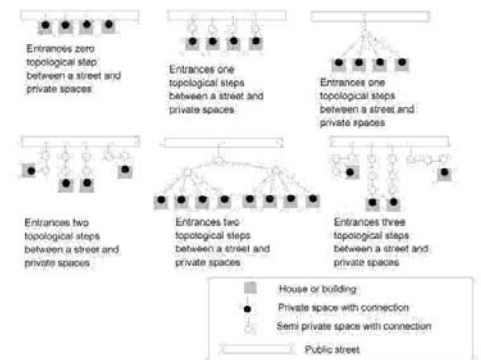 Entrances zero
topological step
between a street and
private spaces
Entrances one
topological steps
between a street and
private spaces
Entrances one
topological steps
between a street and
private spaces
Entrances two
topological steps
between a street and
private spaces
Entrances two
topological steps
between a street and
private spaces
Entrances three
topological steps
between a street and
private spaces
House or building
Private space with connection
Semi private space with connection
Public street